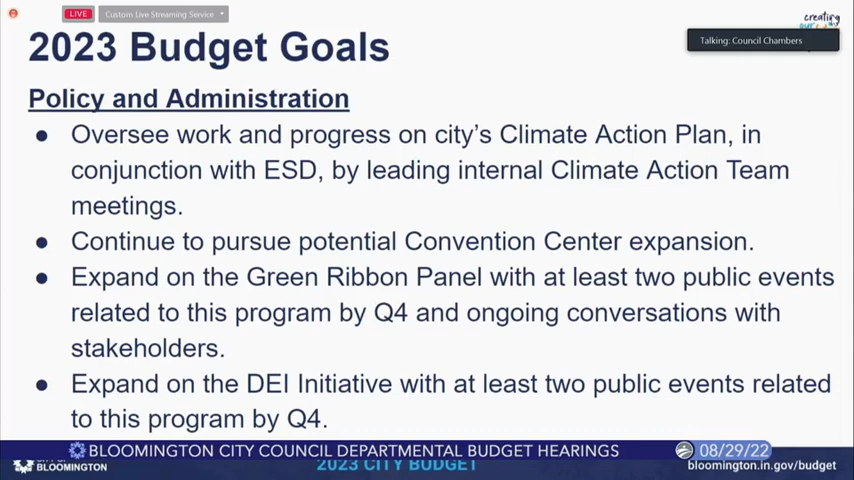 LIVE
Custom Live Streaming Service
creating
Talking: Council Chambers
2023 Budget Goals
Policy and Administration
● Oversee work and progress on city's Climate Action Plan, in
conjunction with ESD, by leading internal Climate Action Team
meetings.
● Continue to pursue potential Convention Center expansion.
● Expand on the Green Ribbon Panel with at least two public events
related to this program by Q4 and ongoing conversations with
stakeholders.
● Expand on the DEI Initiative with at least two public events related
to this program by Q4.
BLOOMINGTON CITY COUNCIL DEPARTMENTAL BUDGET HEARINGS
08/29/22
BLOOMINGTON
2023 CITY BUDGET
bloomington.in.gov/budget